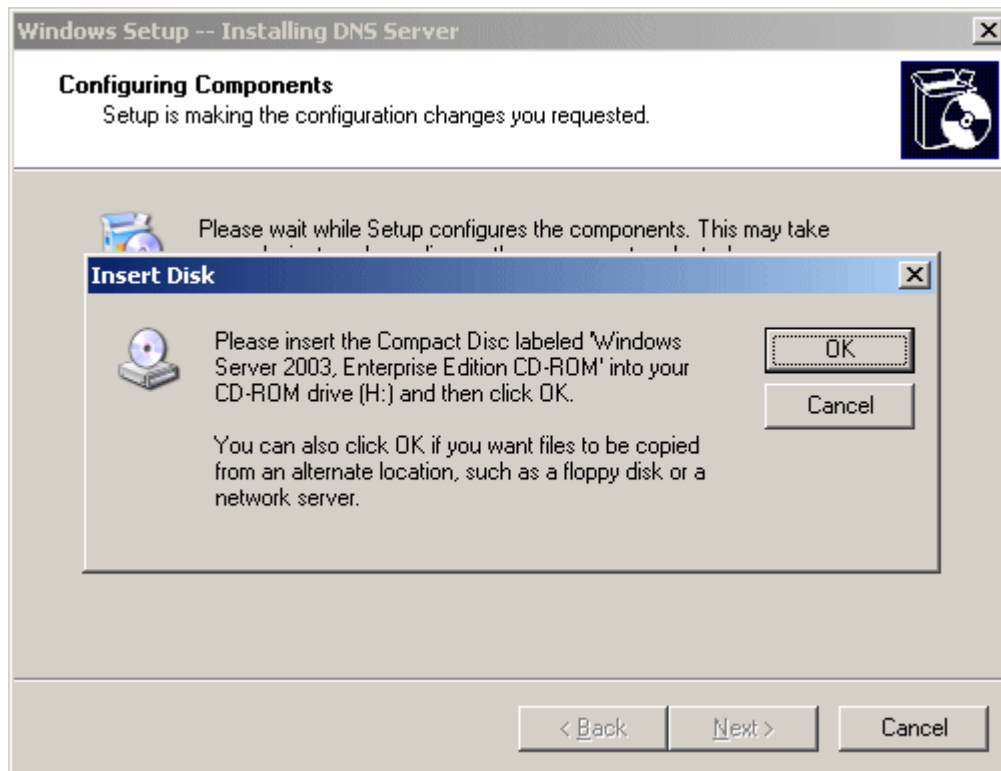 Windows Setup -- Installing DNS Server
Configuring Components
Setup is making the configuration changes you requested.
Please wait while Setup configures the components. This may take
Insert Disk
Please insert the Compact Disc labeled 'Windows
Server 2003, Enterprise Edition CD-ROM' into your
CD-ROM drive (H:) and then click OK.
You can also click OK if you want files to be copied
from an alternate location, such as a floppy disk or a
network server.
OK
Cancel
< Back
Next >
Cancel